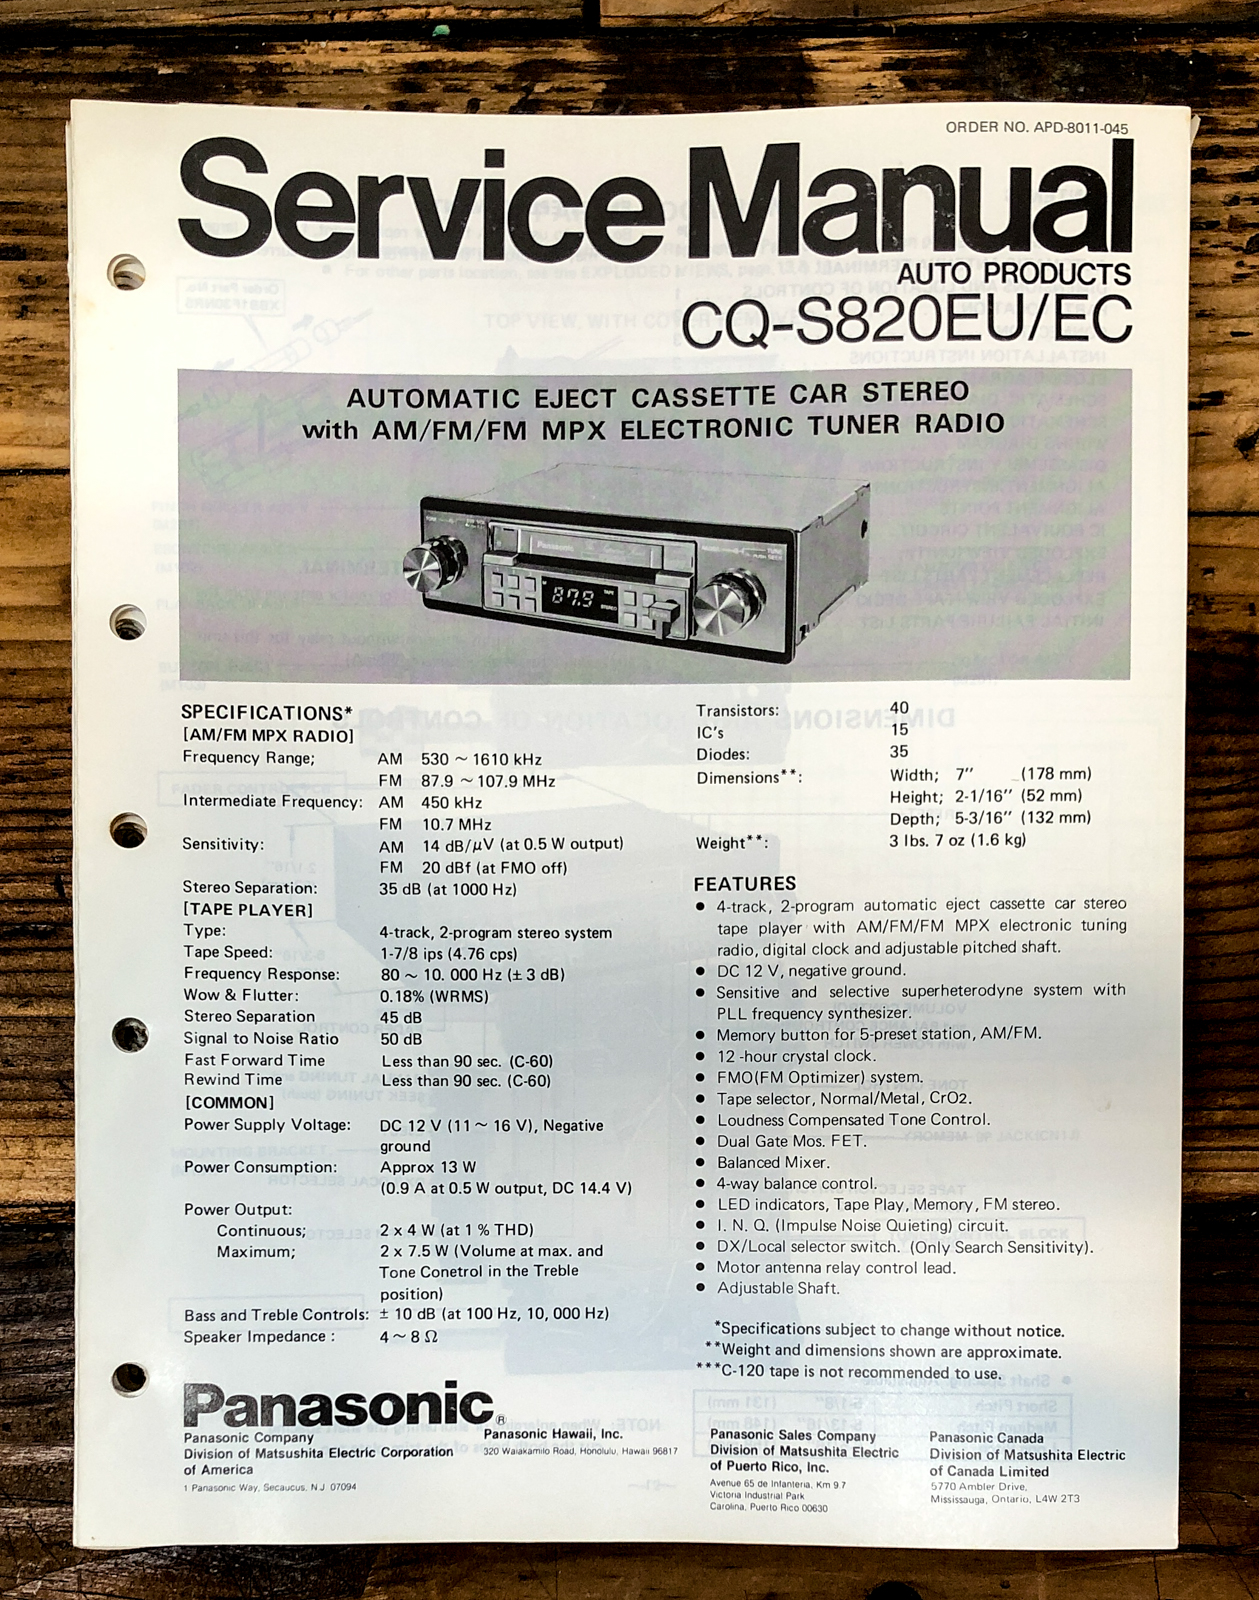 ORDER NO. APD-8011-045
Service Manual
AUTO PRODUCTS
CQ-S820EU/EC
AUTOMATIC EJECT CASSETTE CAR STEREO
with AM/FM/FM MPX ELECTRONIC TUNER RADIO
Panasonic
TUNE
87.9
SPECIFICATIONS*
[AM/FM MPX RADIO]
Frequency Range; AM 530 ~ 1610 kHz
FM 87.9 ~ 107.9 MHz
Intermediate Frequency: AM 450 kHz
FM 10.7 MHz
Sensitivity: AM 14 dB/μV (at 0.5 W output)
FM 20 dBf (at FMO off)
Stereo Separation: 35 dB (at 1000 Hz)
[TAPE PLAYER]
Type: 4-track, 2-program stereo system
Tape Speed: 1-7/8 ips (4.76 cps)
Frequency Response: 80 ~ 10. 000 Hz (± 3 dB)
Wow & Flutter: 0.18% (WRMS)
Stereo Separation 45 dB
Signal to Noise Ratio 50 dB
Fast Forward Time Less than 90 sec. (C-60)
Rewind Time Less than 90 sec. (C-60)
[COMMON]
Power Supply Voltage: DC 12 V (11 ~ 16 V), Negative
ground
Power Consumption: Approx 13 W
(0.9 A at 0.5 W output, DC 14.4 V)
Power Output:
Continuous; 2 x 4 W (at 1 % THD)
Maximum; 2 x 7.5 W (Volume at max. and
Tone Conetrol in the Treble
position)
Bass and Treble Controls: ± 10 dB (at 100 Hz, 10, 000 Hz)
Speaker Impedance : 4 ~ 8 Ω
Transistors: 40
IC's 15
Diodes: 35
Dimensions**: Width; 7" (178 mm)
Height; 2-1/16" (52 mm)
Depth; 5-3/16" (132 mm)
Weight**: 3 lbs. 7 oz (1.6 kg)
FEATURES
● 4-track, 2-program automatic eject cassette car stereo
tape player with AM/FM/FM MPX electronic tuning
radio, digital clock and adjustable pitched shaft.
● DC 12 V, negative ground.
● Sensitive and selective superheterodyne system with
PLL frequency synthesizer.
● Memory button for 5-preset station, AM/FM.
● 12 -hour crystal clock.
● FMO(FM Optimizer) system.
● Tape selector, Normal/Metal, CrO2.
● Loudness Compensated Tone Control.
● Dual Gate Mos. FET.
● Balanced Mixer.
● 4-way balance control.
● LED indicators, Tape Play, Memory, FM stereo.
● I. N. Q. (Impulse Noise Quieting) circuit.
● DX/Local selector switch. (Only Search Sensitivity).
● Motor antenna relay control lead.
● Adjustable Shaft.
*Specifications subject to change without notice.
**Weight and dimensions shown are approximate.
***C-120 tape is not recommended to use.
Panasonic®
Panasonic Company
Division of Matsushita Electric Corporation
of America
1 Panasonic Way, Secaucus, N.J. 07094
Panasonic Hawaii, Inc.
320 Waiakamilo Road, Honolulu, Hawaii 96817
Panasonic Sales Company
Division of Matsushita Electric
of Puerto Rico, Inc.
Avenue 65 de Infanteria, Km 9.7
Victoria Industrial Park
Carolina, Puerto Rico 00630
Panasonic Canada
Division of Matsushita Electric
of Canada Limited
5770 Ambler Drive,
Mississauga, Ontario, L4W 2T3